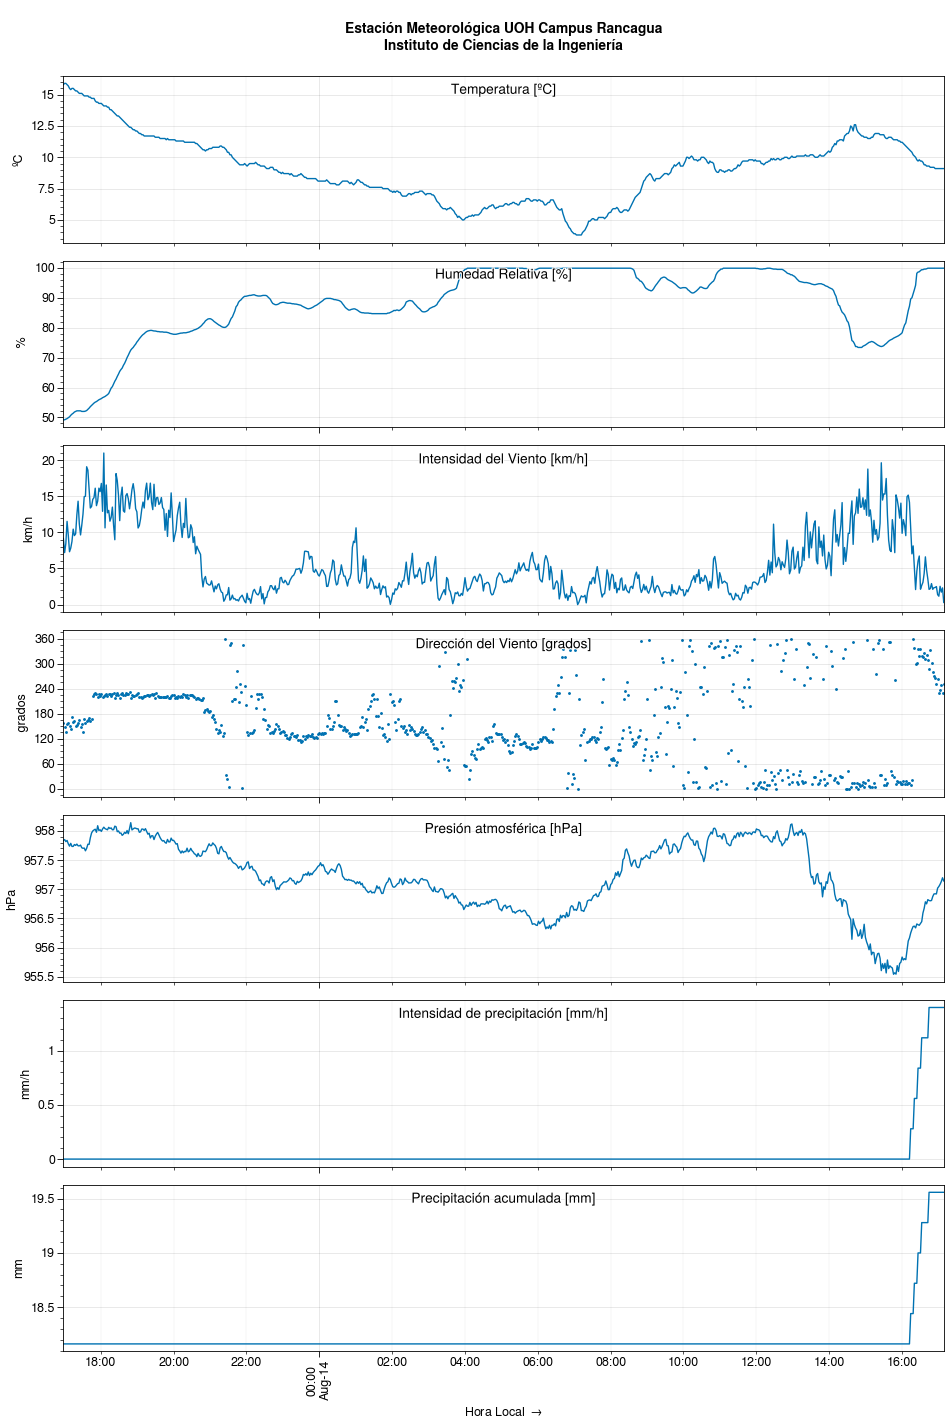 Estación Meteorológica UOH Campus Rancagua
Instituto de Ciencias de la Ingeniería
Temperatura [ºC]
15
12.5
10
7.5
5
ºC
Humedad Relativa [%]
100
90
80
70
60
50
%
Intensidad del Viento [km/h]
20
15
10
5
0
km/h
Dirección del Viento [grados]
360
300
240
180
120
60
0
grados
Presión atmosférica [hPa]
958
957.5
957
956.5
956
955.5
hPa
Intensidad de precipitación [mm/h]
1
0.5
0
mm/h
Precipitación acumulada [mm]
19.5
19
18.5
mm
18:00 20:00 22:00 00:00 02:00 04:00 06:00 08:00 10:00 12:00 14:00 16:00
Aug-14
Hora Local →